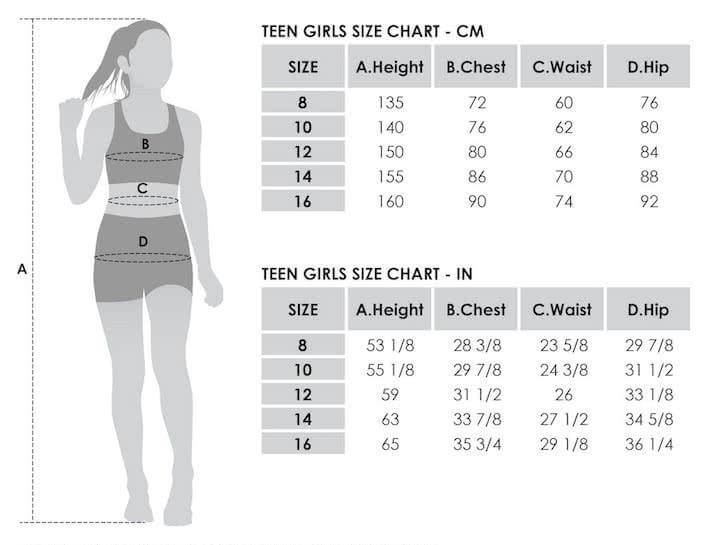 TEEN GIRLS SIZE CHART - CM
SIZE A.Height B.Chest C.Waist D.Hip
8 135 72 60 76
10 140 76 62 80
12 150 80 66 84
14 155 86 70 88
16 160 90 74 92
B
C
D
A
TEEN GIRLS SIZE CHART - IN
SIZE A.Height B.Chest C.Waist D.Hip
8 53 1/8 28 3/8 23 5/8 29 7/8
10 55 1/8 29 7/8 24 3/8 31 1/2
12 59 31 1/2 26 33 1/8
14 63 33 7/8 27 1/2 34 5/8
16 65 35 3/4 29 1/8 36 1/4